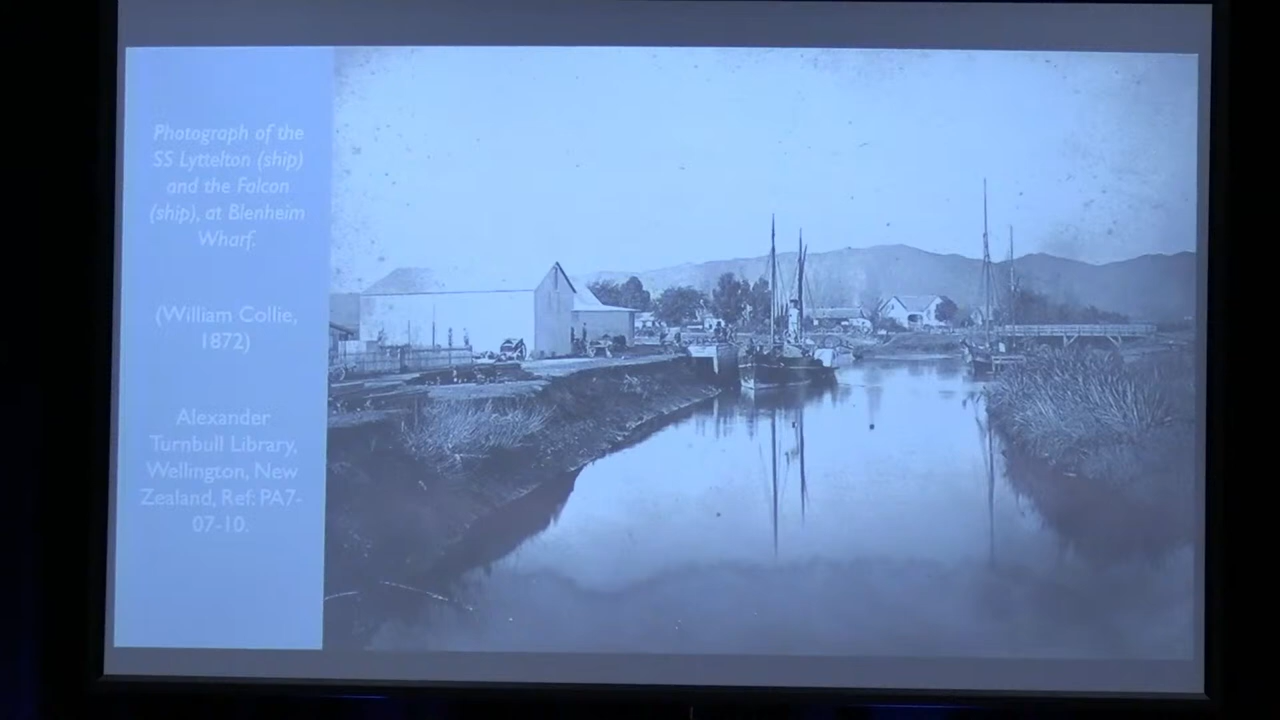 Photograph of the
SS Lyttelton (ship)
and the Falcon
(ship), at Blenheim
Wharf.
(William Collie,
1872)
Alexander
Turnbull Library,
Wellington, New
Zealand, Ref: PA7-
07-10.